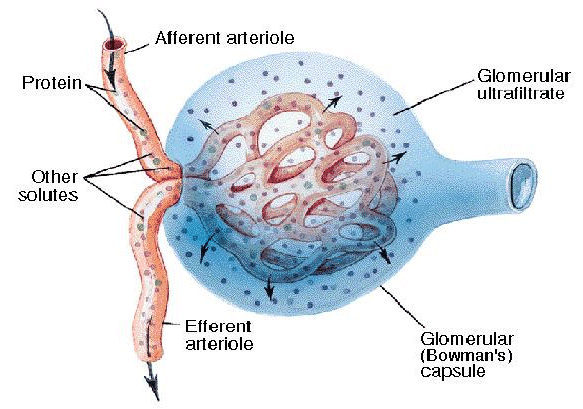 Afferent arteriole
Protein
Glomerular
ultrafiltrate
Other
solutes
Efferent
arteriole
Glomerular
(Bowman's)
capsule